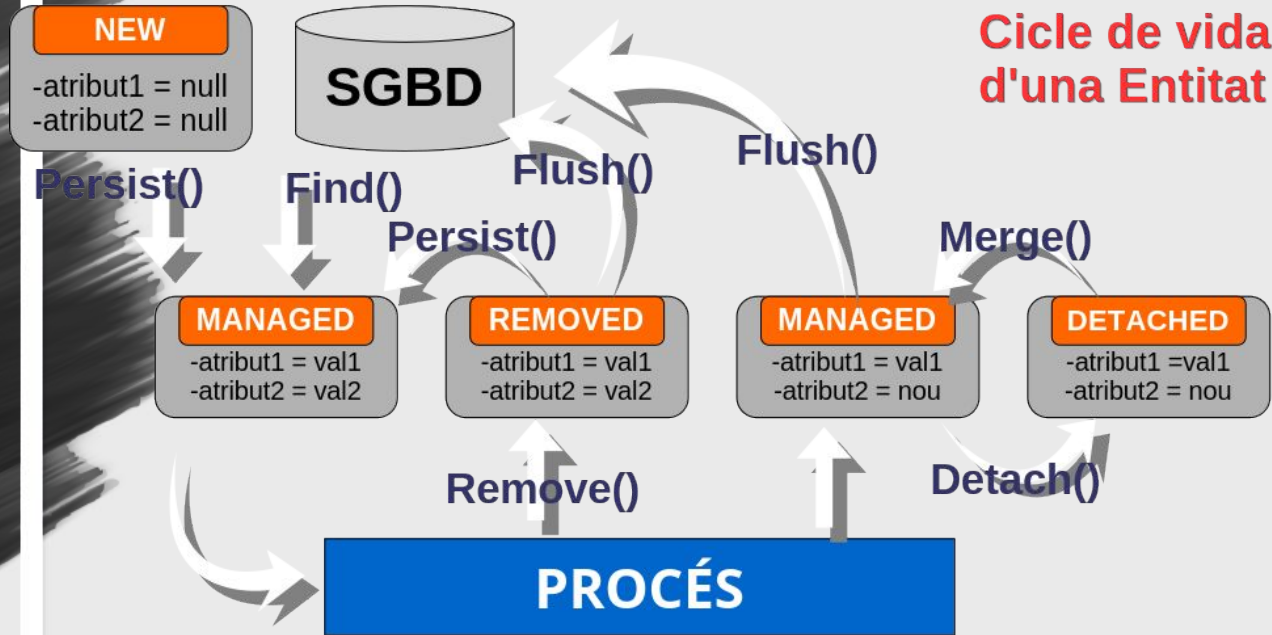 NEW
-atribut1 = null
-atribut2 = null
SGBD
Cicle de vida
d'una Entitat
Persist()
Find()
Flush()
Flush()
Persist()
Merge()
MANAGED
-atribut1 = val1
-atribut2 = val2
REMOVED
-atribut1 = val1
-atribut2 = val2
MANAGED
-atribut1 = val1
-atribut2 = nou
DETACHED
-atribut1 =val1
-atribut2 = nou
Remove()
Detach()
PROCÉS